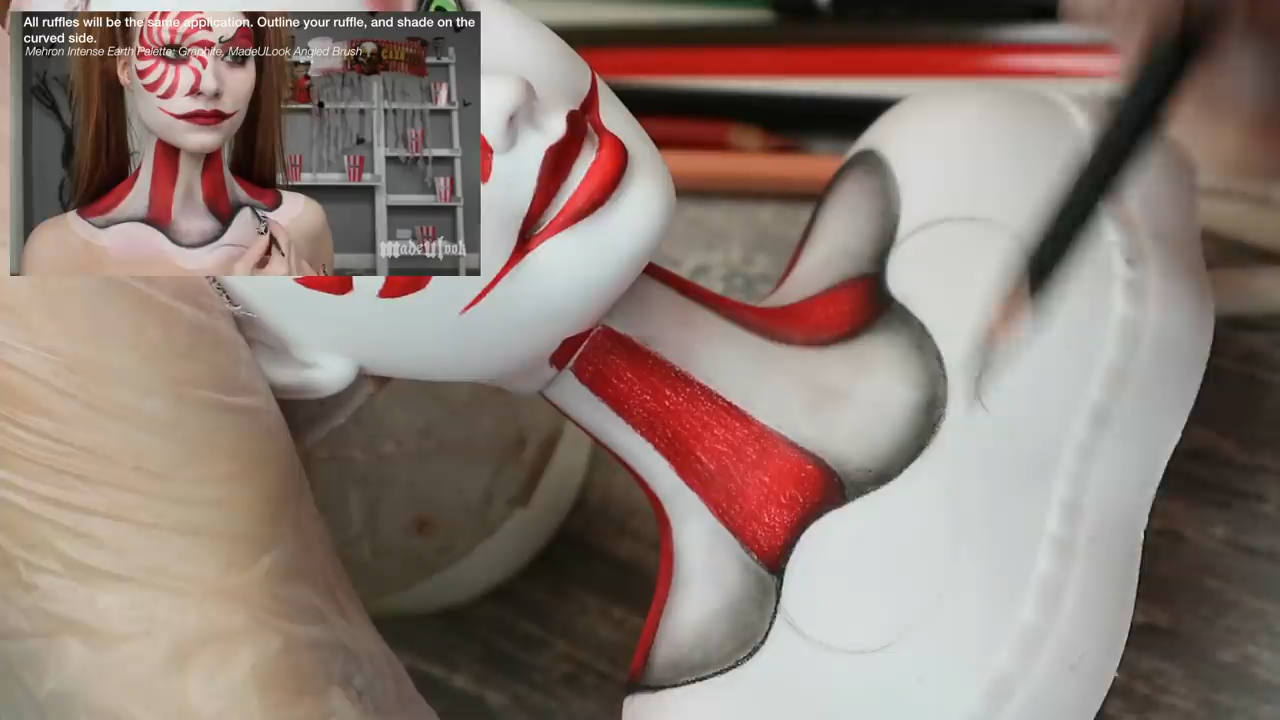 All ruffles will be the same application. Outline your ruffle, and shade on the
curved side.
Mehron Intense Earth Palette: Graphite, MadeULook Angled Brush
madeUlook